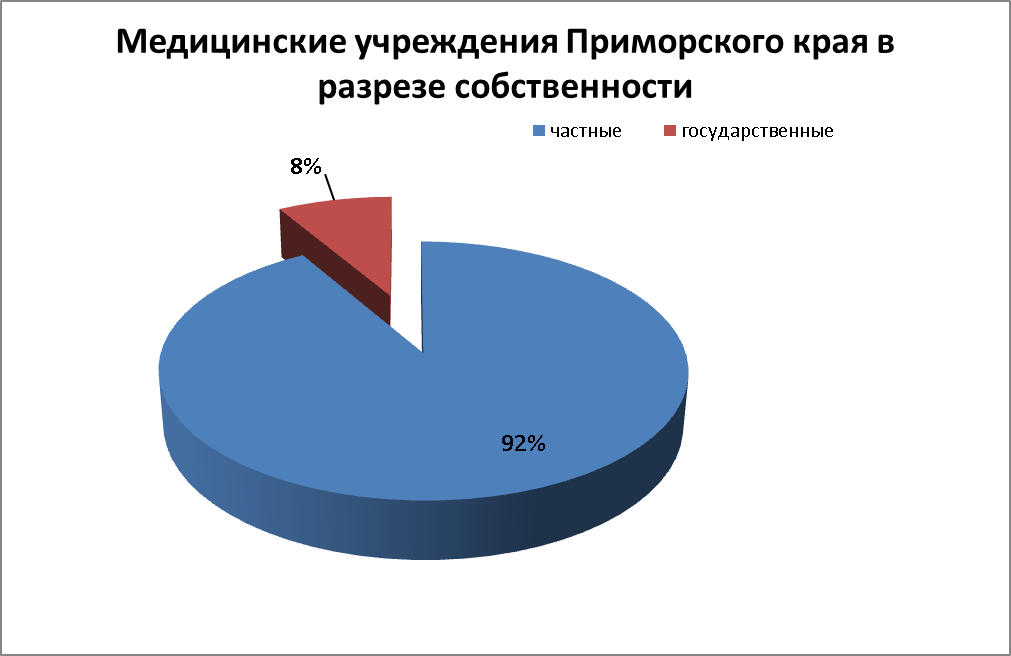 Медицинские учреждения Приморского края в
разрезе собственности
частные государственные
8%
92%